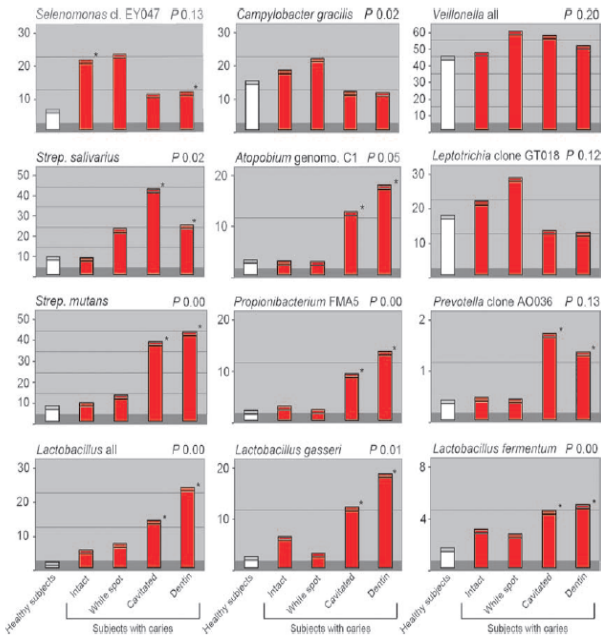 Selenomonas cl. EY047 P 0.13
30
20
10
Campylobacter gracilis P 0.02
30
20
10
Veillonella all P 0.20
60
50
40
30
20
10
Strep. salivarius P 0.02
50
40
30
20
10
Atopobium genomo. C1 P 0.05
20
10
Leptotrichia clone GT018 P 0.12
30
20
10
Strep. mutans P 0.00
50
40
30
20
10
Propionibacterium FMA5 P 0.00
20
10
Prevotella clone AO036 P 0.13
2
1
Lactobacillus all P 0.00
30
20
10
Lactobacillus gasseri P 0.01
20
10
Lactobacillus fermentum P 0.00
8
4
Healthy subjects Intact White spot Cavitated Dentin
Subjects with caries
Healthy subjects Intact White spot Cavitated Dentin
Subjects with caries
Healthy subjects Intact White spot Cavitated Dentin
Subjects with caries